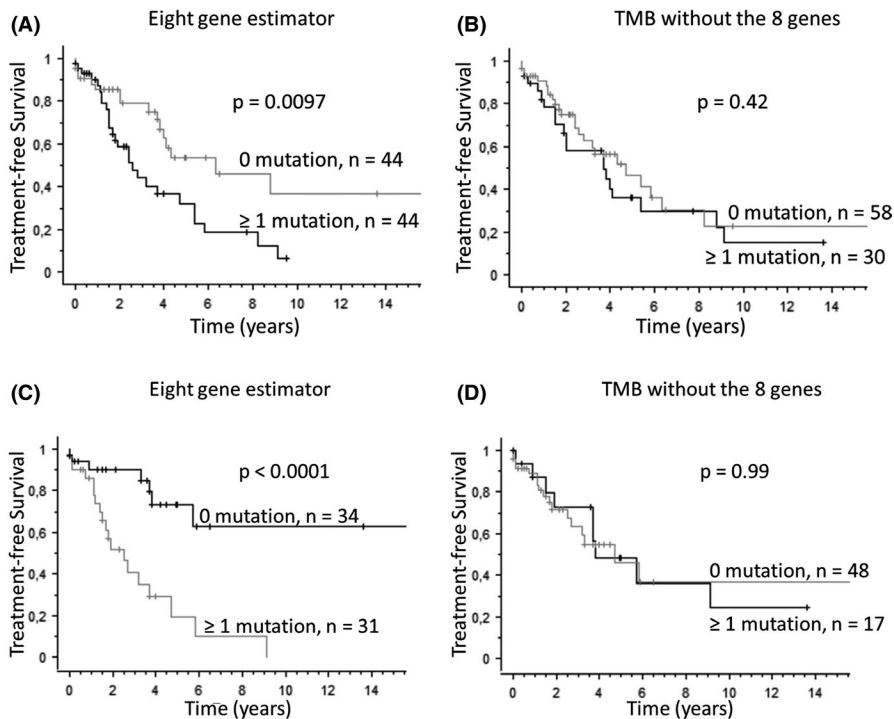 (A) Eight gene estimator
Treatment-free Survival
1
0,8
0,6
0,4
0,2
0
p = 0.0097
0 mutation, n = 44
≥ 1 mutation, n = 44
0 2 4 6 8 10 12 14
Time (years)
(B) TMB without the 8 genes
Treatment-free Survival
1
0,8
0,6
0,4
0,2
0
p = 0.42
0 mutation, n = 58
≥ 1 mutation, n = 30
0 2 4 6 8 10 12 14
Time (years)
(C) Eight gene estimator
Treatment-free Survival
1
0,8
0,6
0,4
0,2
0
p < 0.0001
0 mutation, n = 34
≥ 1 mutation, n = 31
0 2 4 6 8 10 12 14
Time (years)
(D) TMB without the 8 genes
Treatment-free Survival
1
0,8
0,6
0,4
0,2
0
p = 0.99
0 mutation, n = 48
≥ 1 mutation, n = 17
0 2 4 6 8 10 12 14
Time (years)